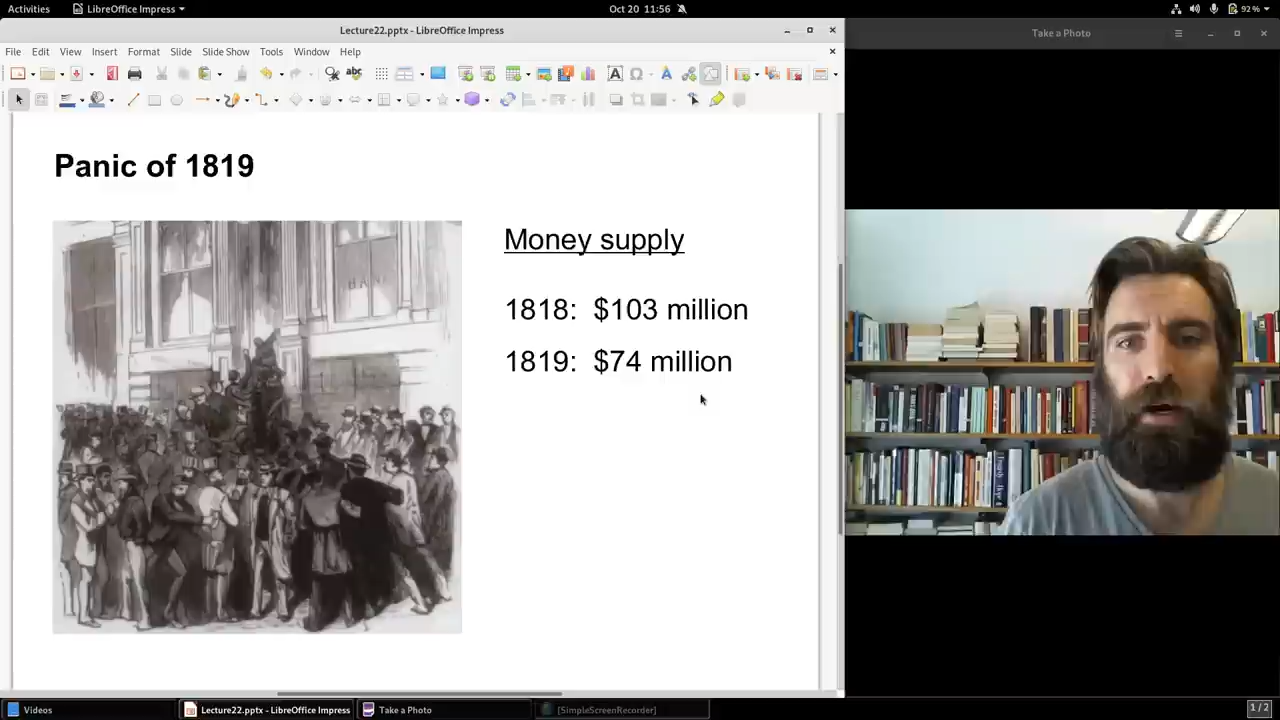 Activities
LibreOffice Impress
Oct 20 11:56
92%
Lecture22.pptx - LibreOffice Impress
Take a Photo
File Edit View Insert Format Slide Slide Show Tools Window Help
abc
A Ω A
Panic of 1819
BANK
Money supply
1818: $103 million
1819: $74 million
Videos
Lecture22.pptx - LibreOffice Impress
Take a Photo
[SimpleScreenRecorder]
1/2